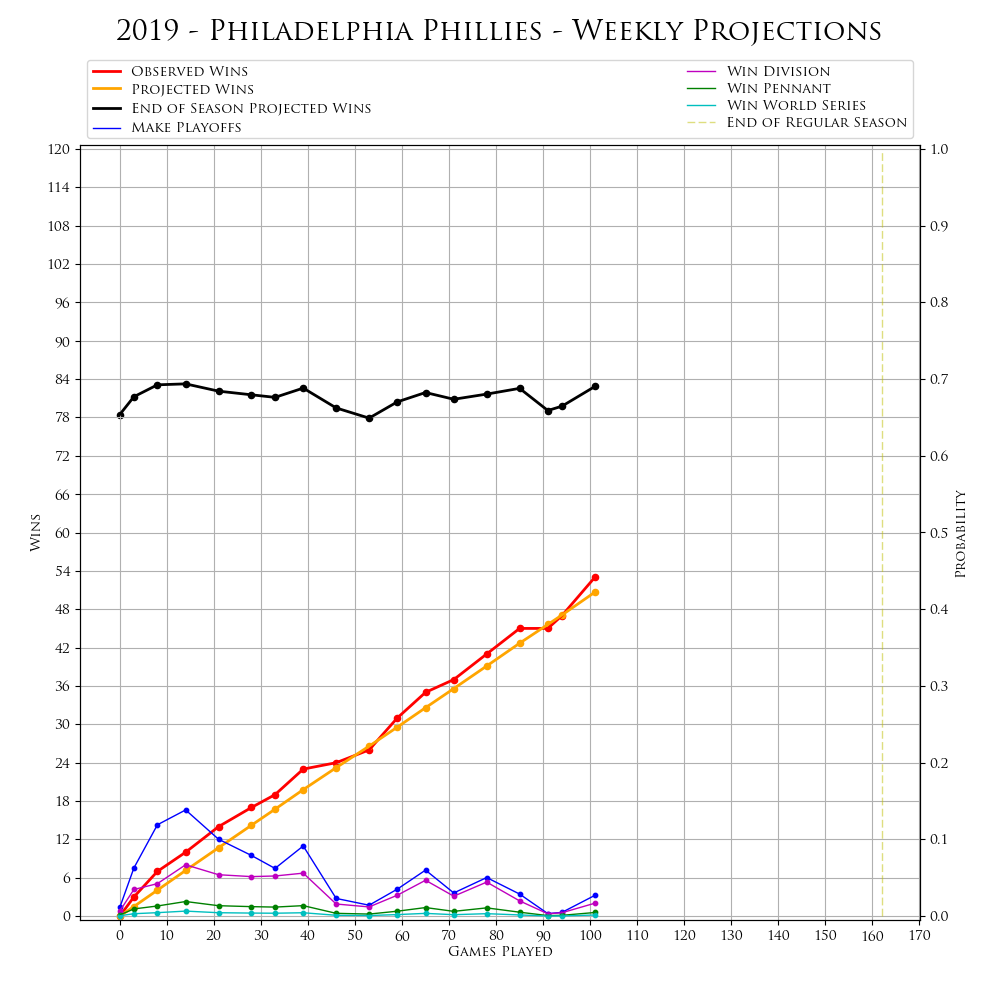 2019 - Philadelphia Phillies - Weekly Projections
Observed Wins
Projected Wins
End of Season Projected Wins
Make Playoffs
Win Division
Win Pennant
Win World Series
End of Regular Season
120
114
108
102
96
90
84
78
72
66
60
54
48
42
36
30
24
18
12
6
0
Wins
1.0
0.9
0.8
0.7
0.6
0.5
0.4
0.3
0.2
0.1
0.0
Probability
0 10 20 30 40 50 60 70 80 90 100 110 120 130 140 150 160 170
Games Played